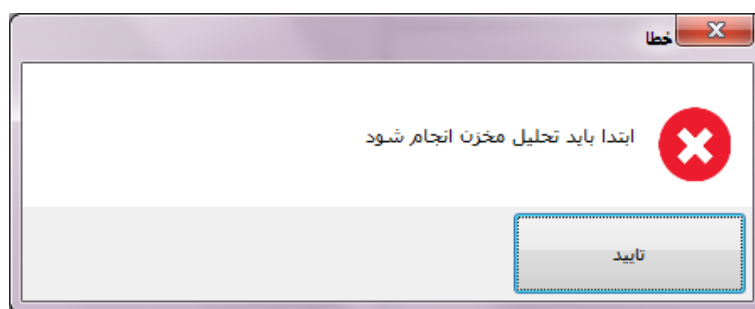 خطا
ابتدا باید تحلیل مخزن انجام شود
تایید